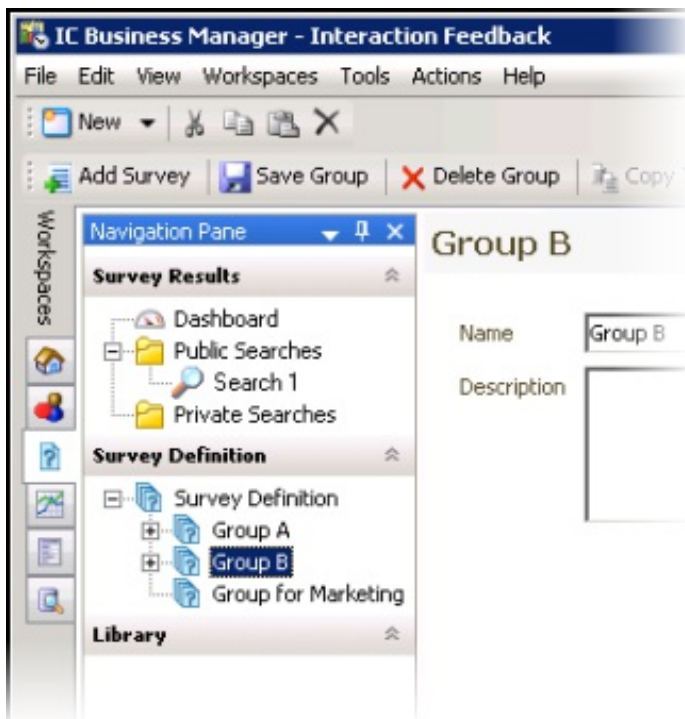 IC Business Manager - Interaction Feedback
File Edit View Workspaces Tools Actions Help
New
Add Survey Save Group Delete Group Copy
Workspaces
Navigation Pane
Group B
Survey Results
Dashboard
Public Searches
Search 1
Private Searches
Name Group B
Description
Survey Definition
Survey Definition
Group A
Group B
Group for Marketing
Library